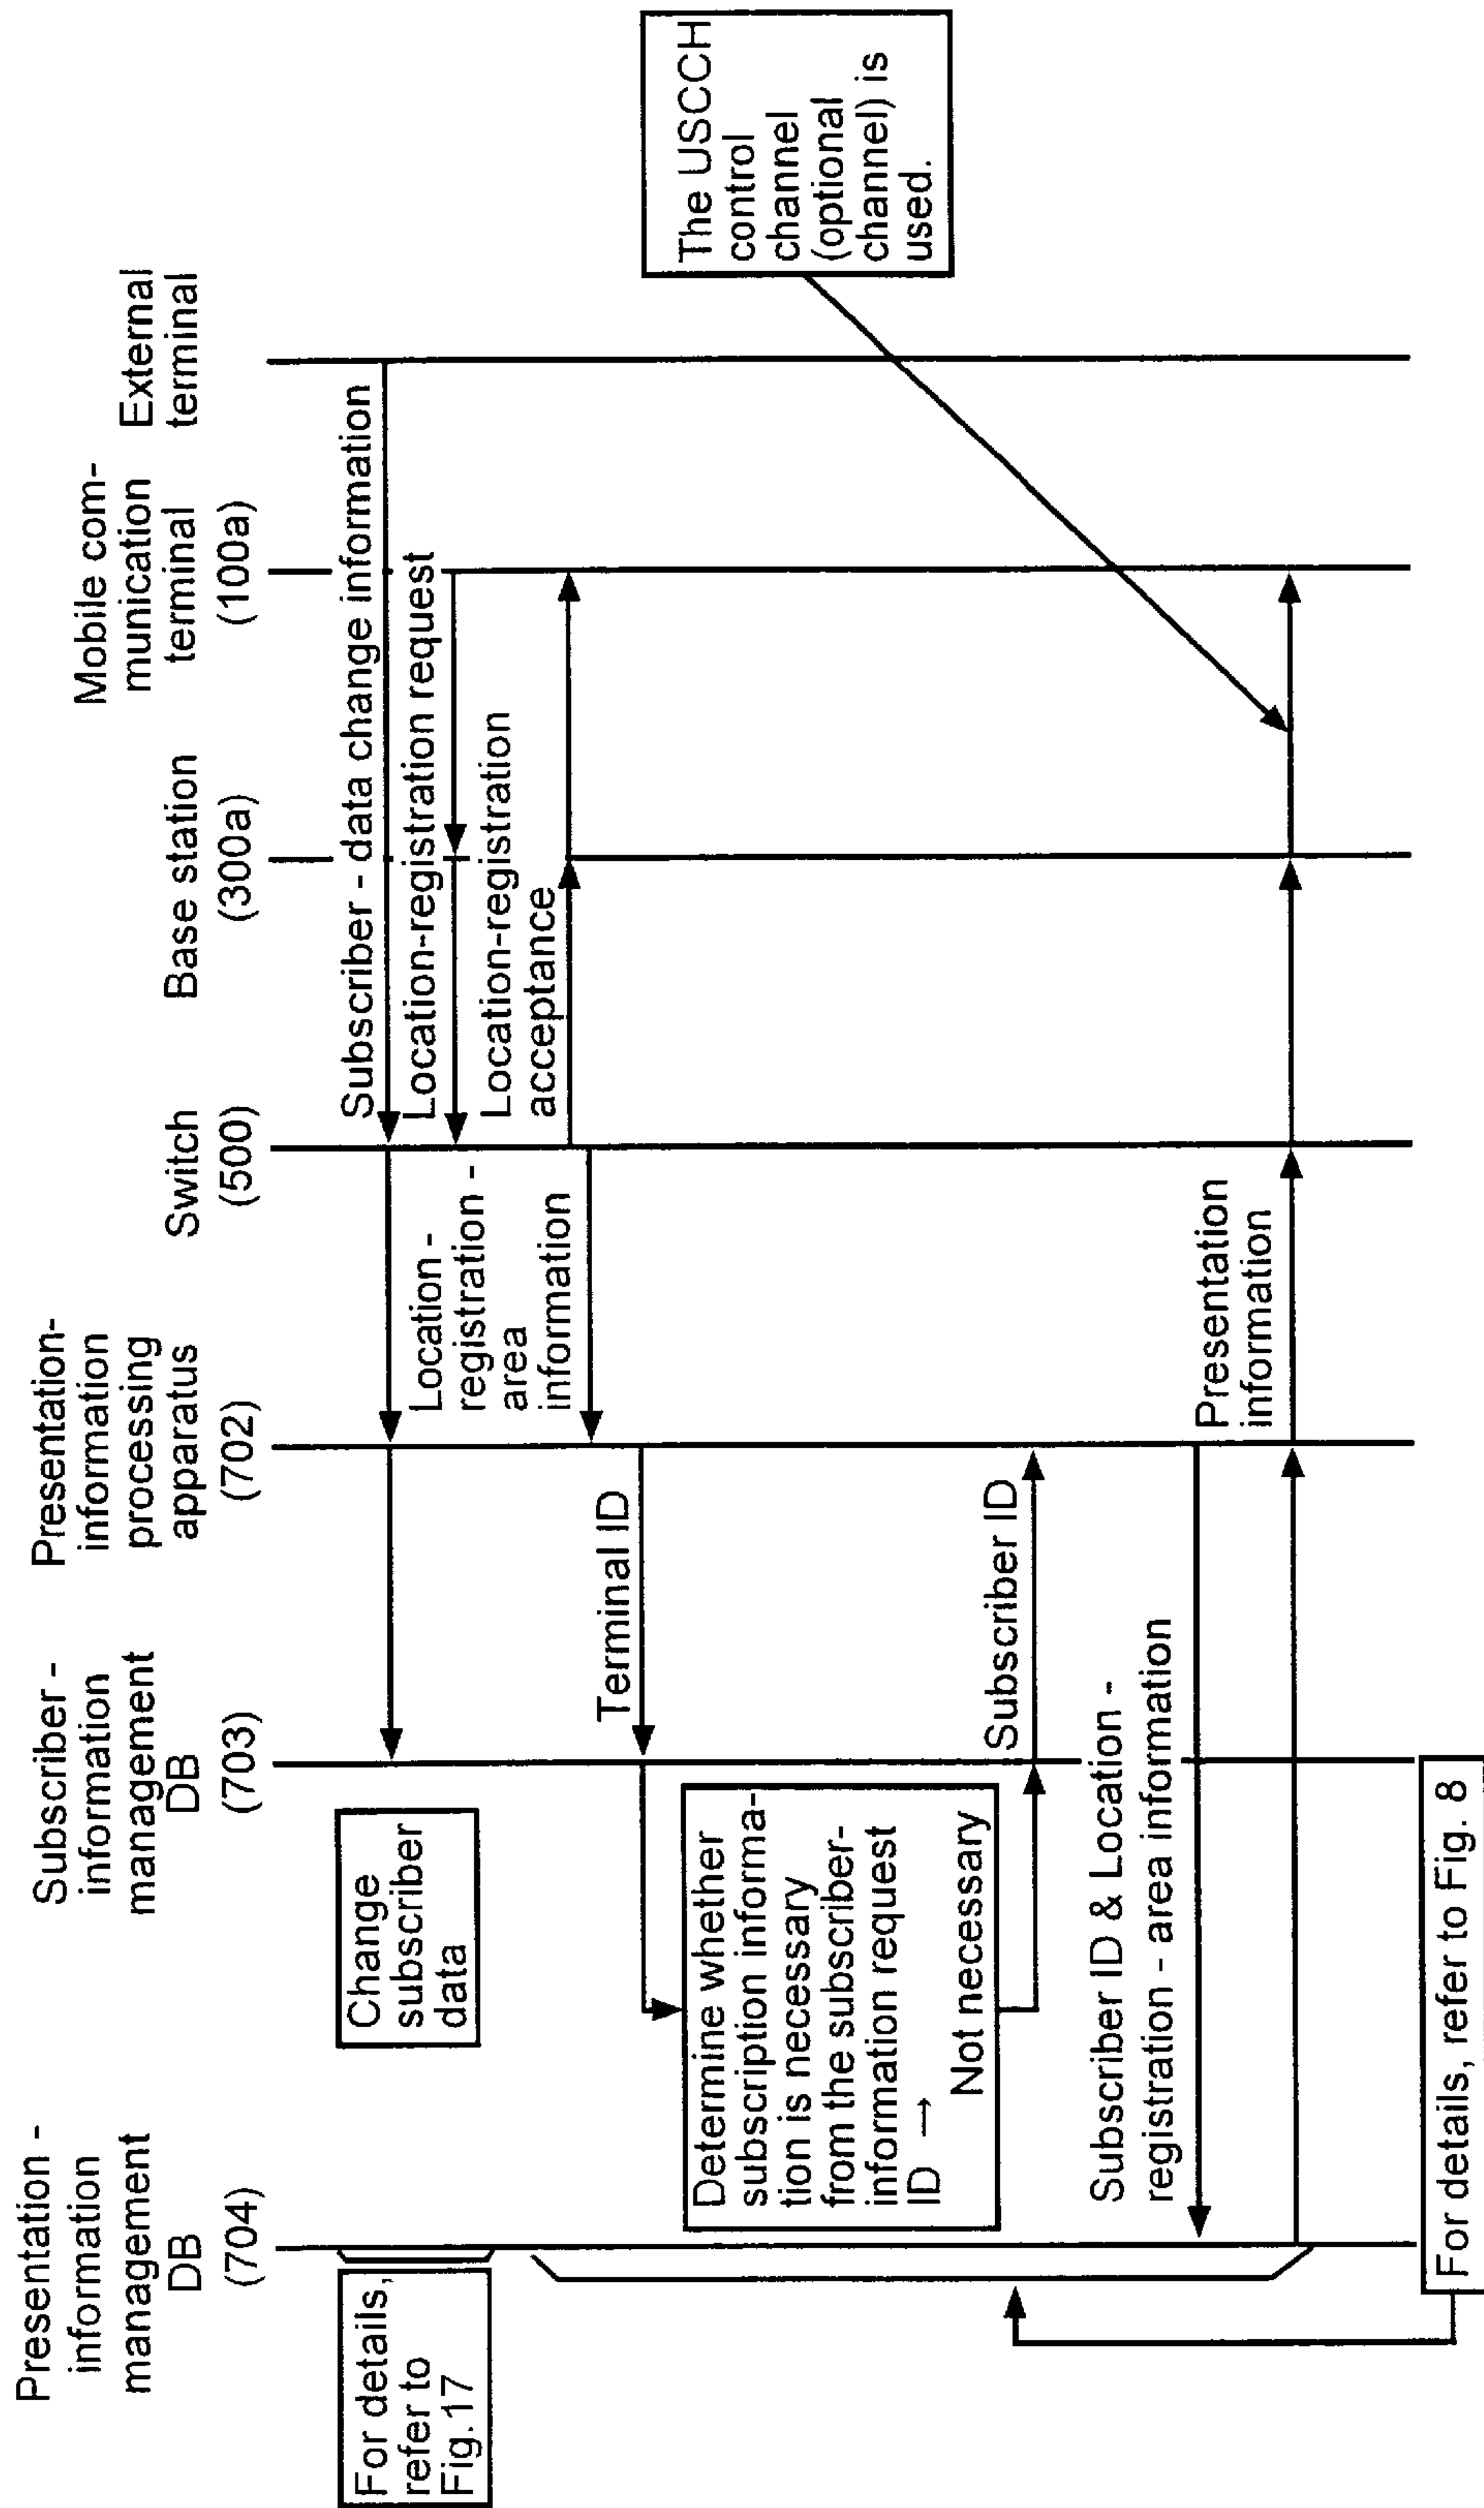 Presentation -
information
management
DB
(704)
Subscriber -
information
management
DB
(703)
Presentation-
information
processing
apparatus
(702)
Switch
(500)
Base station
(300a)
Mobile com-
munication
terminal
(100a)
External
terminal
For details,
refer to
Fig.17
Change
subscriber
data
Subscriber - data change information
Location-registration request
Location-registration
acceptance
Location -
registration -
area
information
Terminal ID
Determine whether
subscription informa-
tion is necessary
from the subscriber-
information request
ID →
Not necessary
Subscriber ID
Subscriber ID & Location -
registration - area information
Presentation
information
The USCCH
control
channel
(optional
channel) is
used.
For details, refer to Fig. 8